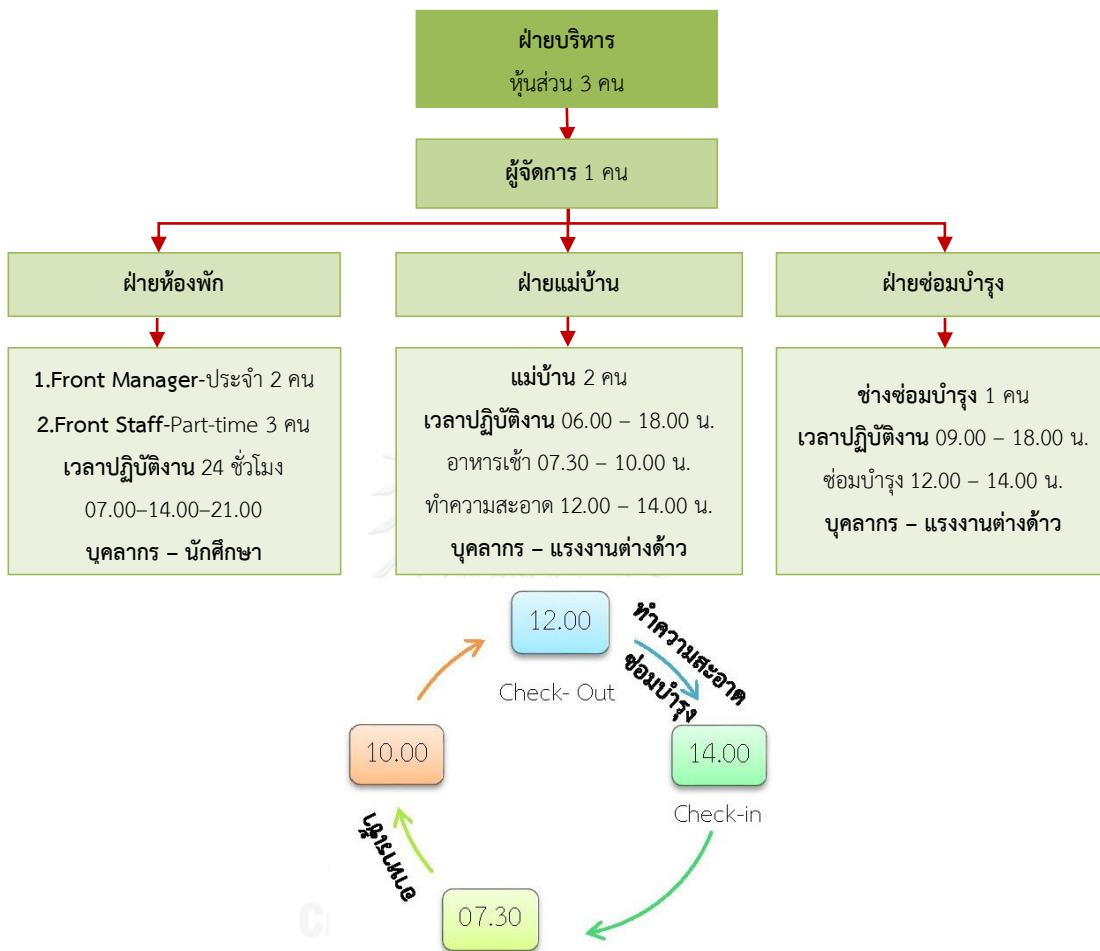 ฝ่ายบริหาร
หุ้นส่วน 3 คน
ผู้จัดการ 1 คน
ฝ่ายห้องพัก
ฝ่ายแม่บ้าน
ฝ่ายซ่อมบำรุง
1.Front Manager-ประจำ 2 คน
2.Front Staff-Part-time 3 คน
เวลาปฏิบัติงาน 24 ชั่วโมง
07.00–14.00–21.00
บุคลากร – นักศึกษา
แม่บ้าน 2 คน
เวลาปฏิบัติงาน 06.00 – 18.00 น.
อาหารเช้า 07.30 – 10.00 น.
ทำความสะอาด 12.00 – 14.00 น.
บุคลากร – แรงงานต่างด้าว
ช่างซ่อมบำรุง 1 คน
เวลาปฏิบัติงาน 09.00 – 18.00 น.
ซ่อมบำรุง 12.00 – 14.00 น.
บุคลากร – แรงงานต่างด้าว
12.00
Check- Out
ทำความสะอาด
ซ่อมบำรุง
14.00
Check-in
07.30
อาหารเช้า
10.00